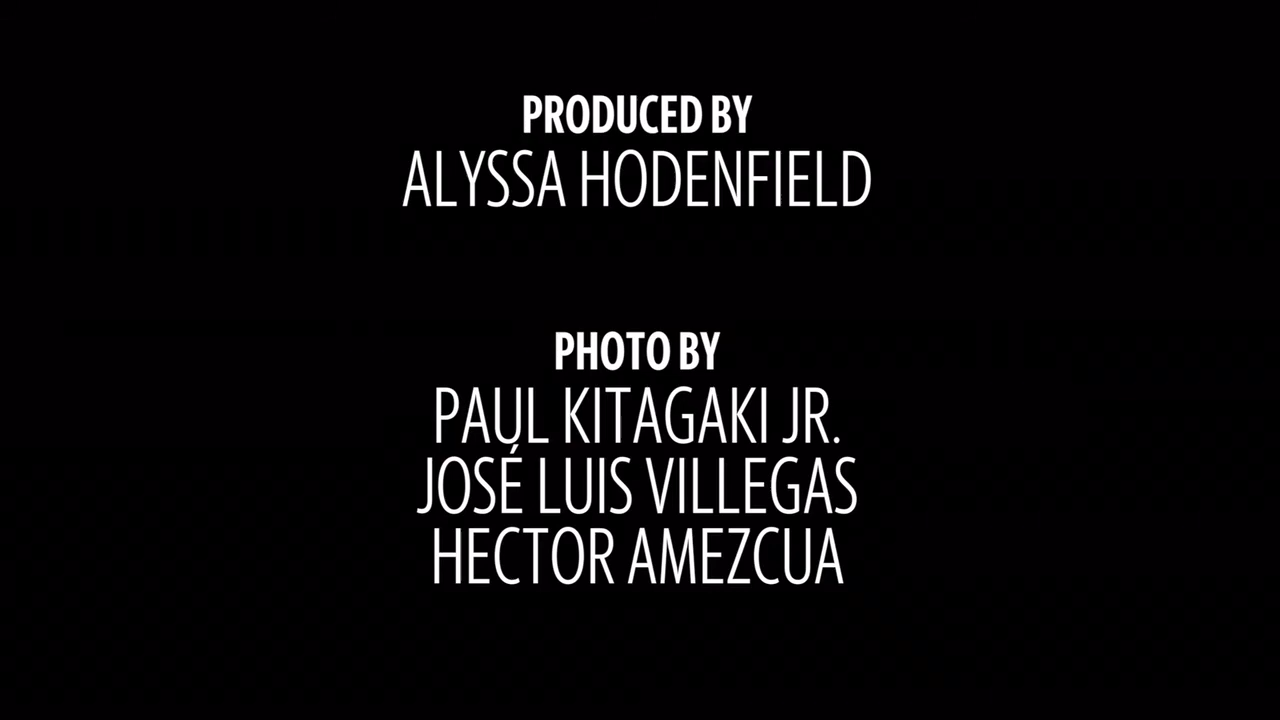 PRODUCED BY
ALYSSA HODENFIELD
PHOTO BY
PAUL KITAGAKI JR.
JOSÉ LUIS VILLEGAS
HECTOR AMEZCUA